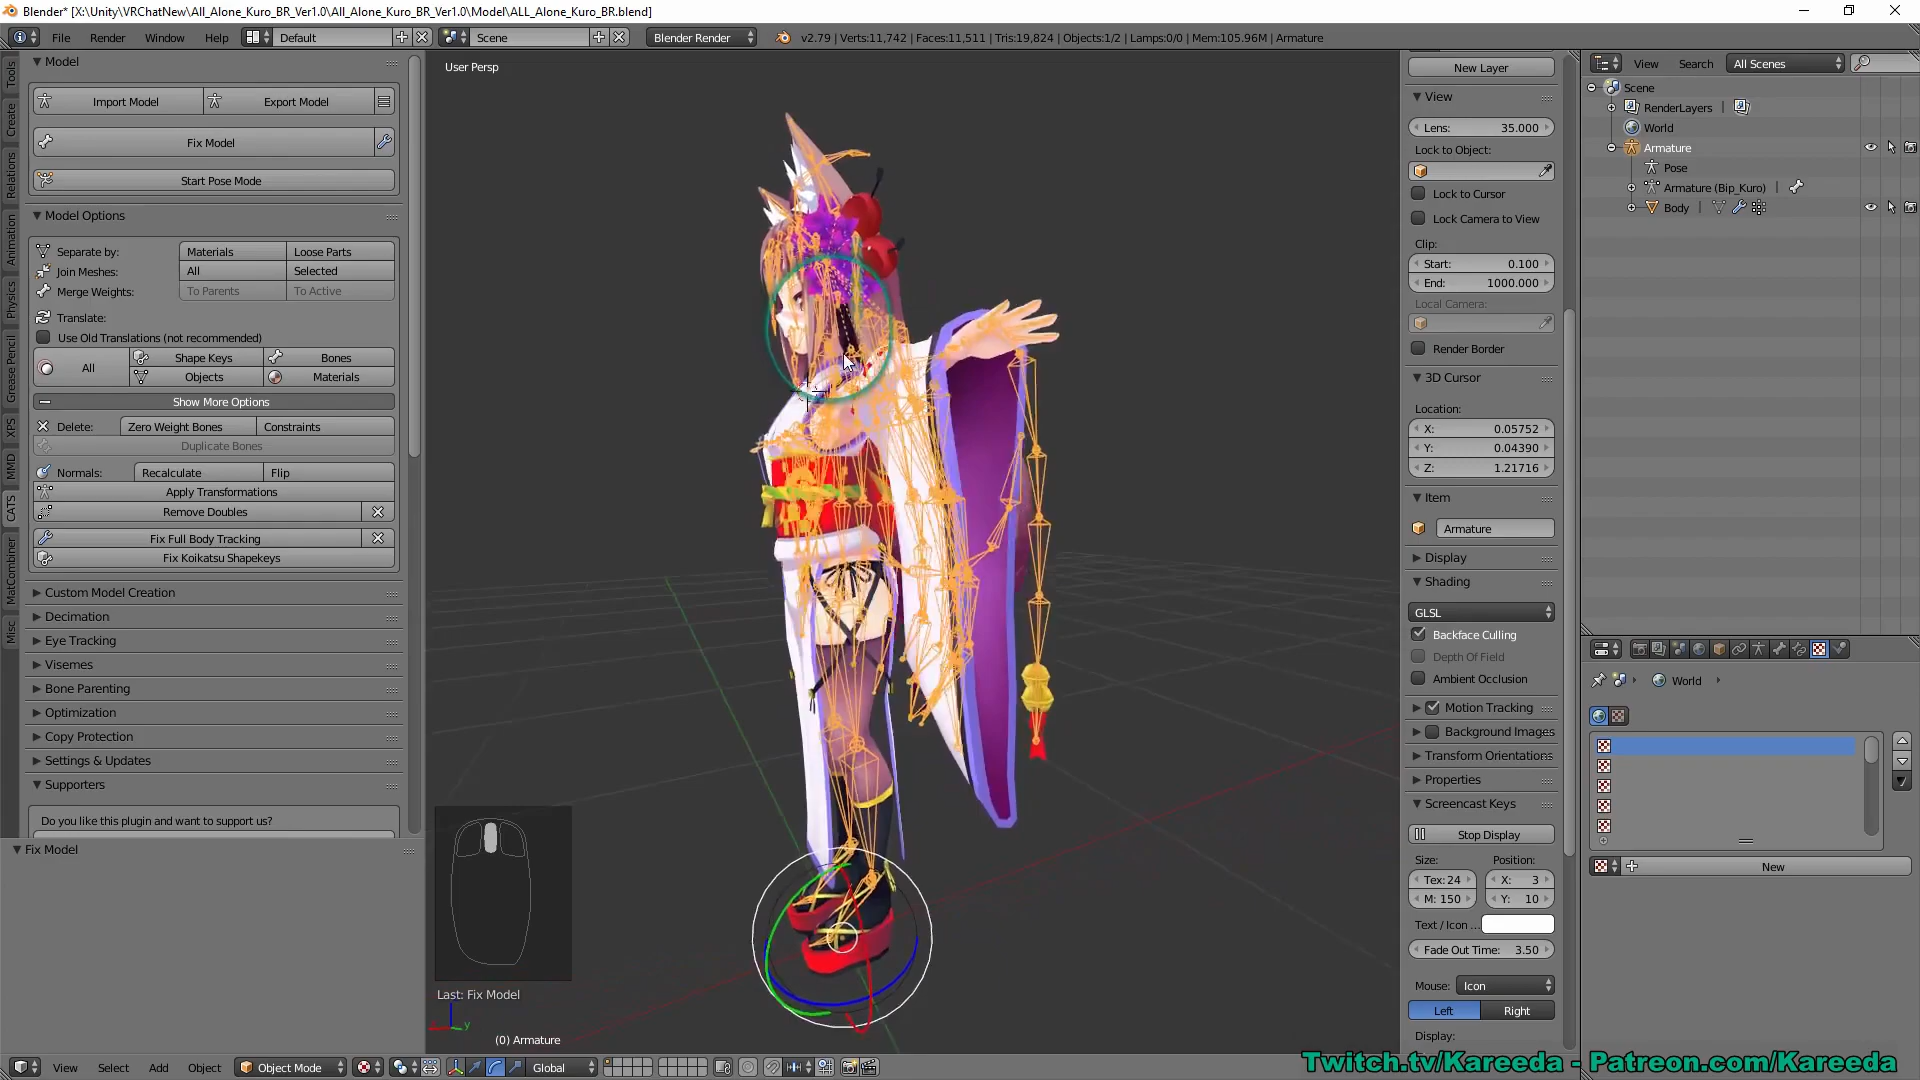 Blender* [X:\Unity\VRChatNew\All_Alone_Kuro_BR_Ver1.0\All_Alone_Kuro_BR_Ver1.0\Model\ALL_Alone_Kuro_BR.blend]
File Render Window Help Default Scene Blender Render v2.79 | Verts:11,742 | Faces:11,511 | Tris:19,824 | Objects:1/2 | Lamps:0/0 | Mem:105.96M | Armature
Tools
Create
Relations
Animation
Physics
Grease Pencil
XPS
MMD
CATS
MatCombiner
Misc
Model
Import Model Export Model
Fix Model
Start Pose Mode
Model Options
Separate by: Materials Loose Parts
Join Meshes: All Selected
Merge Weights: To Parents To Active
Translate:
Use Old Translations (not recommended)
All Shape Keys Bones
Objects Materials
Show More Options
Delete: Zero Weight Bones Constraints
Duplicate Bones
Normals: Recalculate Flip
Apply Transformations
Remove Doubles
Fix Full Body Tracking
Fix Koikatsu Shapekeys
Custom Model Creation
Decimation
Eye Tracking
Visemes
Bone Parenting
Optimization
Copy Protection
Settings & Updates
Supporters
Do you like this plugin and want to support us?
Fix Model
User Persp
Last: Fix Model
y
(0) Armature
View Select Add Object Object Mode Global
New Layer
View
Lens: 35.000
Lock to Object:
Lock to Cursor
Lock Camera to View
Clip:
Start: 0.100
End: 1000.000
Local Camera:
Render Border
3D Cursor
Location:
X: 0.05752
Y: 0.04390
Z: 1.21716
Item
Armature
Display
Shading
GLSL
Backface Culling
Depth Of Field
Ambient Occlusion
Motion Tracking
Background Images
Transform Orientations
Properties
Screencast Keys
Stop Display
Size: Position:
Tex: 24 X: 3
M: 150 Y: 10
Text / Icon ...
Fade Out Time: 3.50
Mouse: Icon
Left Right
Display:
View Search All Scenes
Scene
RenderLayers |
World
Armature
Pose
Armature (Bip_Kuro) |
Body |
World
New
Twitch.tv/Kareeda - Patreon.com/Kareeda